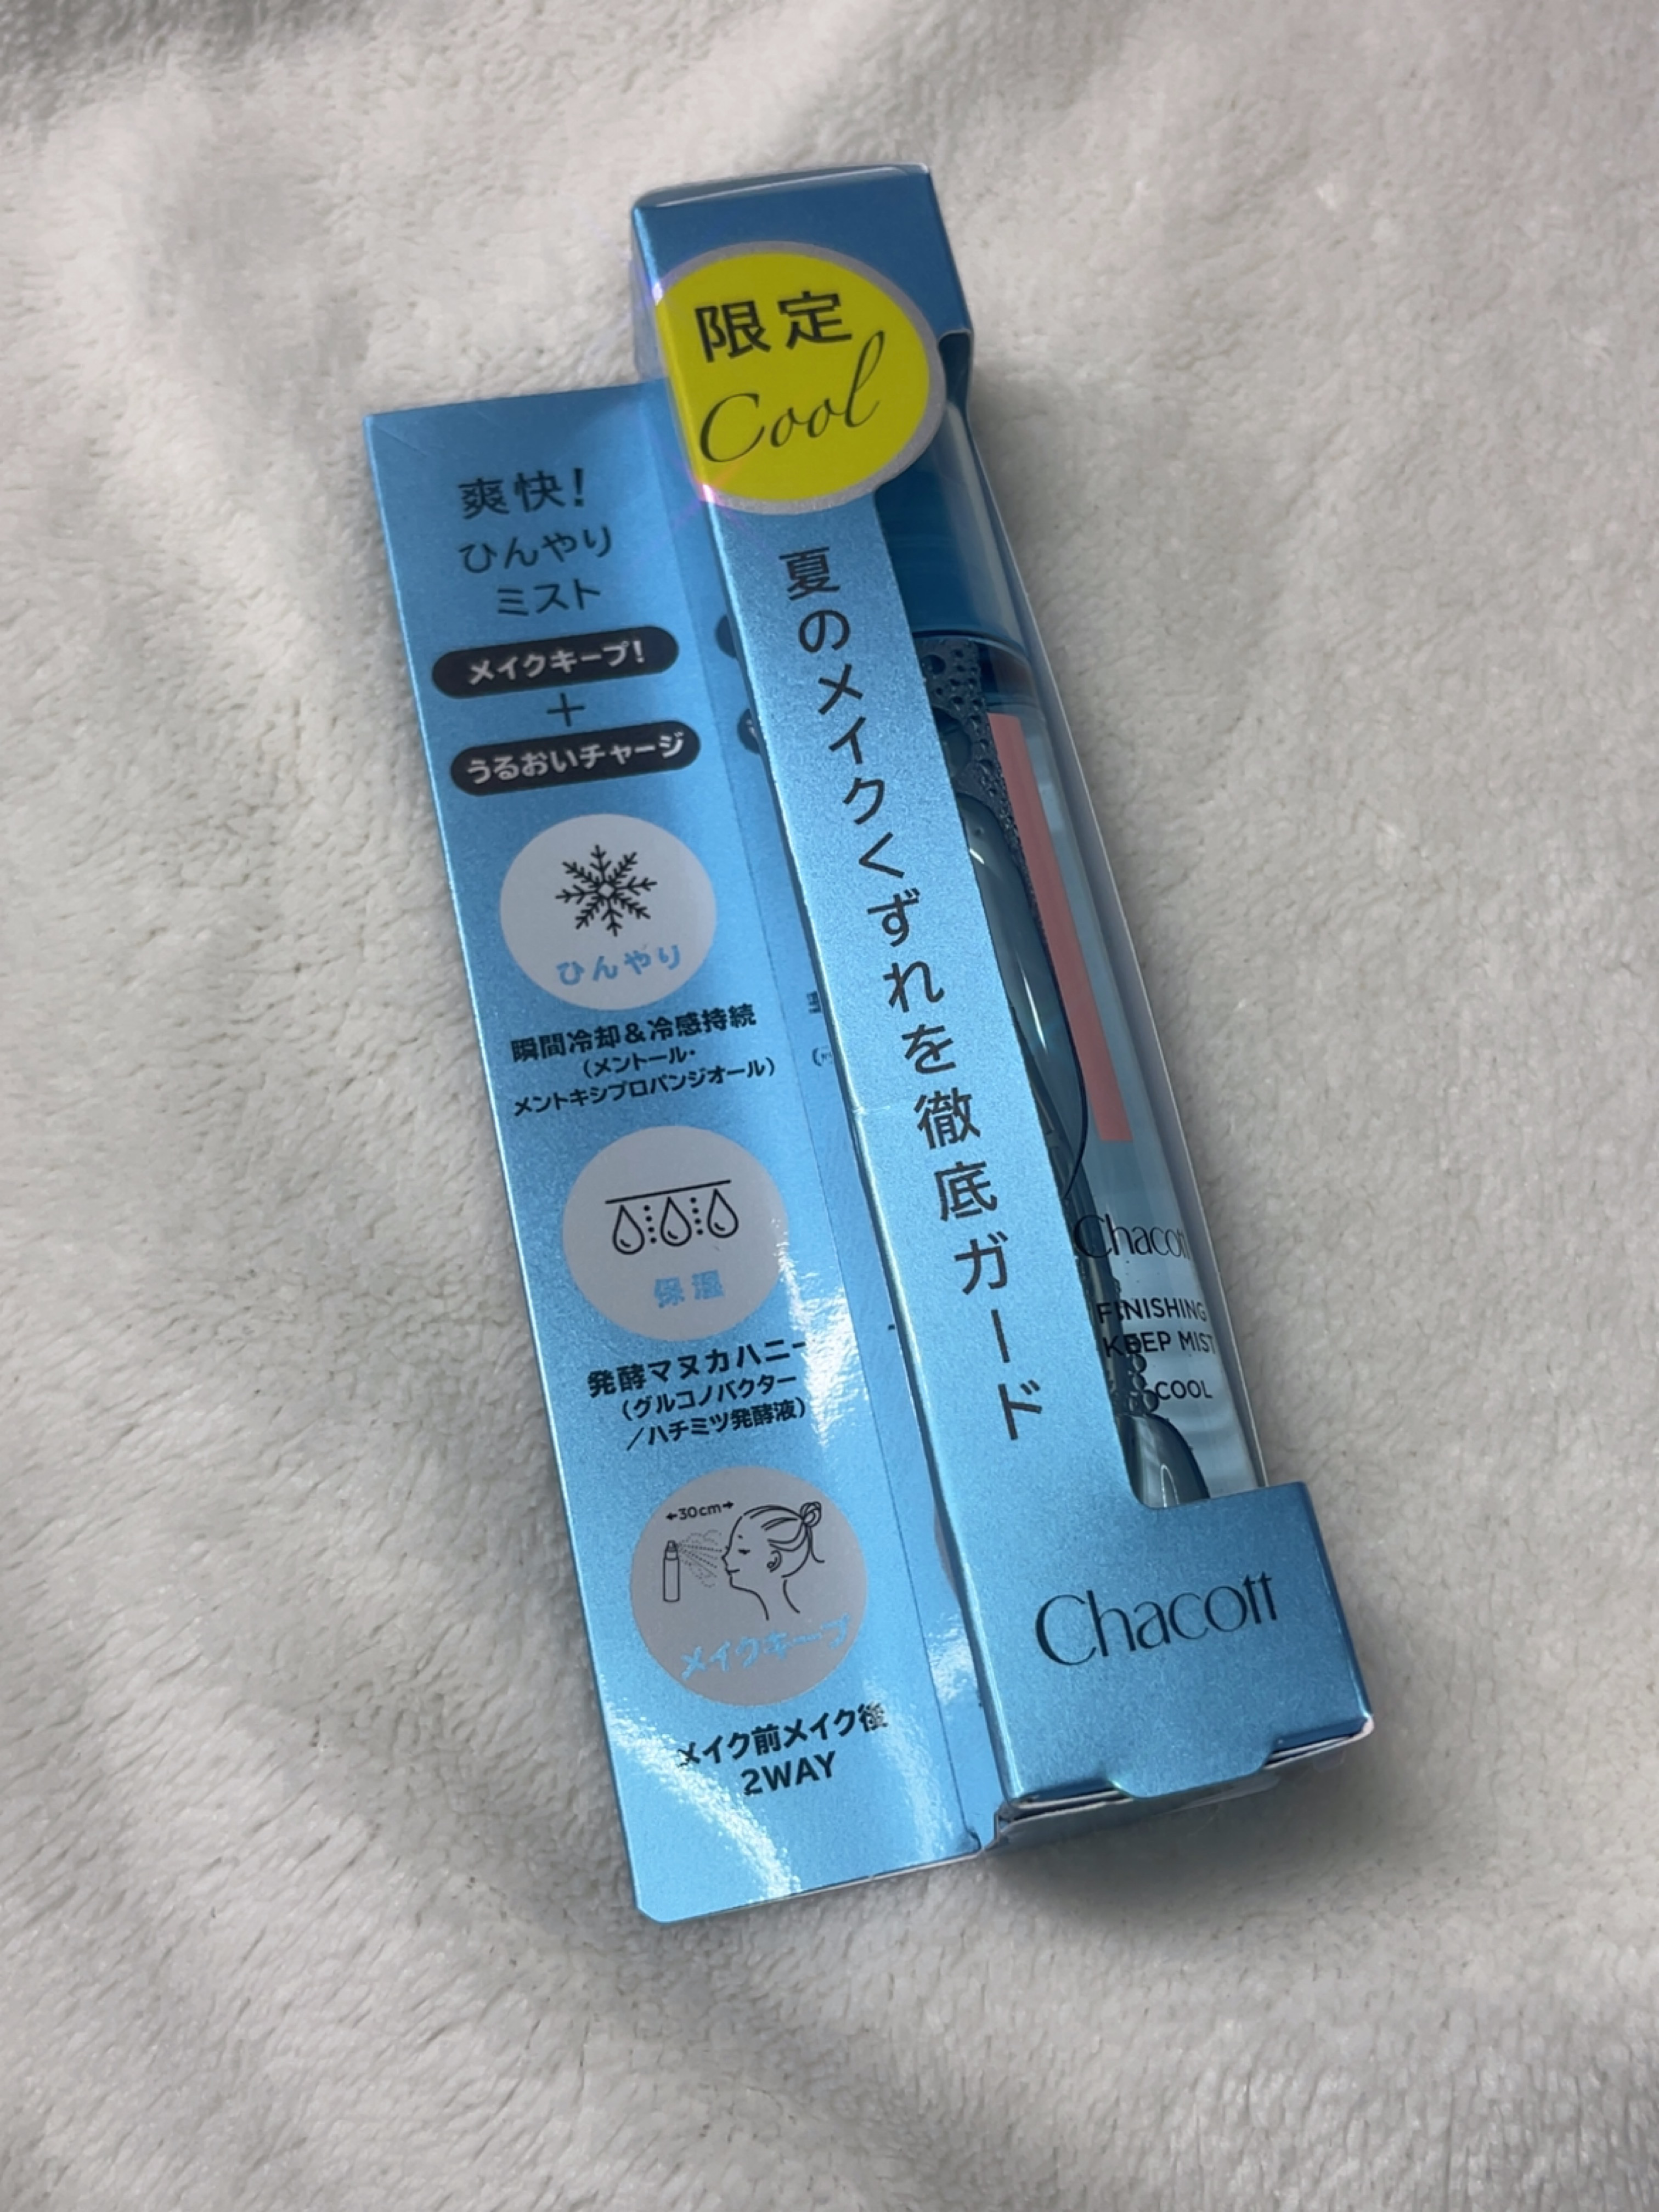 限定
Cool
爽快!
ひんやり
ミスト
メイクキープ!
+
うるおいチャージ
ひんやり
瞬間冷却&冷感持続
(メントール・
メントキシプロパンジオール)
保湿
発酵マヌカハニー
(グルコノバクター
/ハチミツ発酵液)
30cm
メイクキープ
メイク前メイク後
2WAY
夏のメイクくずれを徹底ガード
Chacott
FINISHING
KEEP MIST
COOL
Chacott